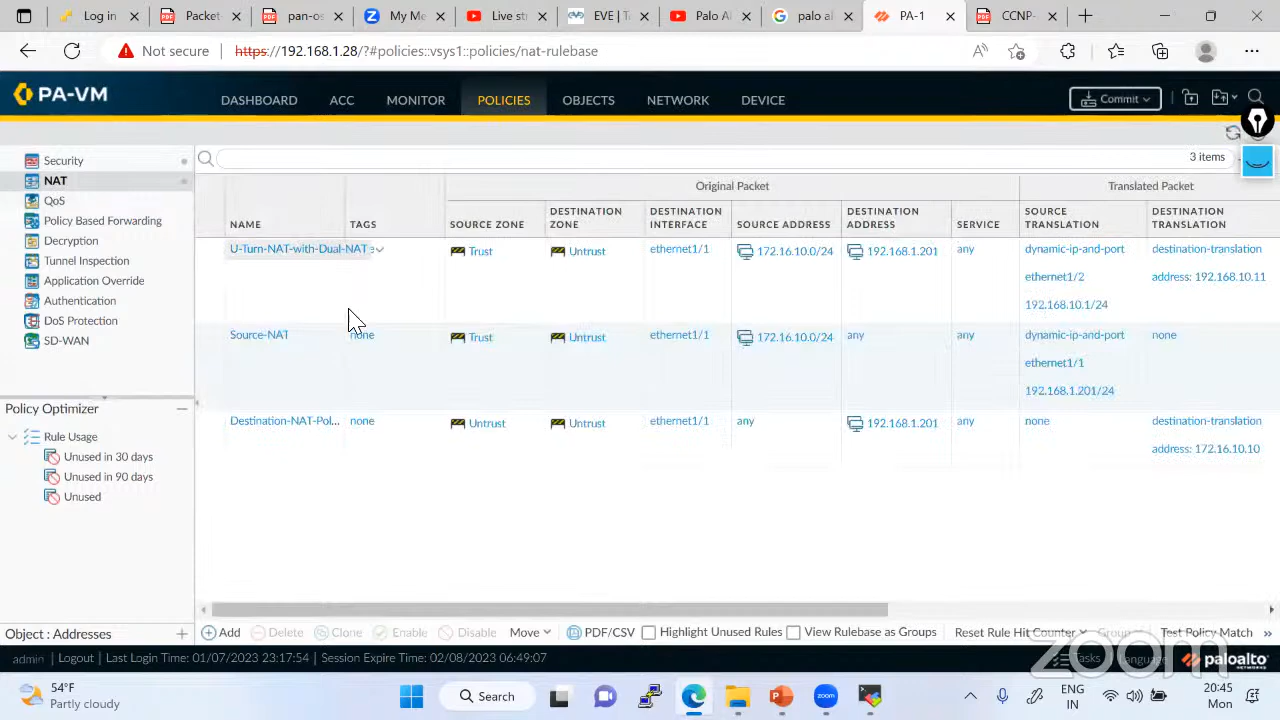 Log in
Packet
pan-os
My Me
Live str
EVE | T
Palo Al
palo al
PA-1
CCNP-
Not secure https://192.168.1.28/?#policies::vsys1::policies/nat-rulebase
PA-VM DASHBOARD ACC MONITOR POLICIES OBJECTS NETWORK DEVICE Commit
3 items
Security
NAT
QoS
Policy Based Forwarding
Decryption
Tunnel Inspection
Application Override
Authentication
DoS Protection
SD-WAN
Policy Optimizer
Rule Usage
Unused in 30 days
Unused in 90 days
Unused
Object : Addresses
Original Packet Translated Packet
NAME TAGS SOURCE ZONE DESTINATION ZONE DESTINATION INTERFACE SOURCE ADDRESS DESTINATION ADDRESS SERVICE SOURCE TRANSLATION DESTINATION TRANSLATION
U-Turn-NAT-with-Dual-NAT Trust Untrust ethernet1/1 172.16.10.0/24 192.168.1.201 any dynamic-ip-and-port destination-translation
ethernet1/2 address: 192.168.10.11
192.168.10.1/24
Source-NAT none Trust Untrust ethernet1/1 172.16.10.0/24 any any dynamic-ip-and-port none
ethernet1/1
192.168.1.201/24
Destination-NAT-Pol... none Untrust Untrust ethernet1/1 any 192.168.1.201 any none destination-translation
address: 172.16.10.10
Add Delete Clone Enable Disable Move PDF/CSV Highlight Unused Rules View Rulebase as Groups Reset Rule Hit Counter Group Test Policy Match
admin | Logout | Last Login Time: 01/07/2023 23:17:54 | Session Expire Time: 02/08/2023 06:49:07 Tasks Language paloalto NETWORKS
zoom
54°F
Partly cloudy
Search
zoom
ENG
IN
20:45
Mon